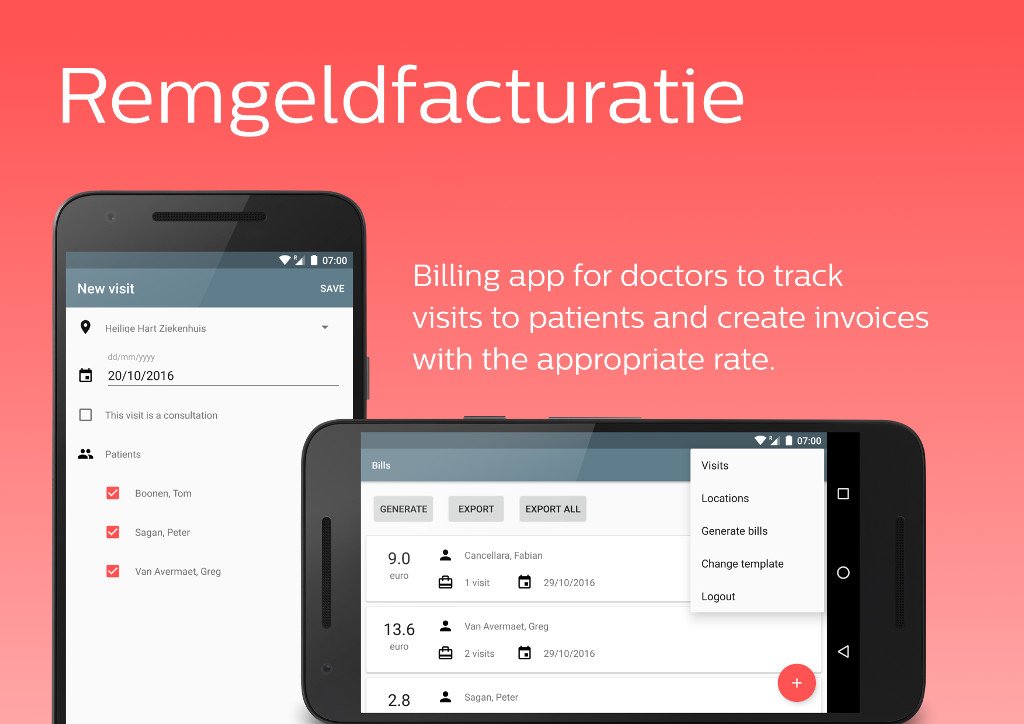 Remgeldfacturatie
Billing app for doctors to track
visits to patients and create invoices
with the appropriate rate.
R 07:00
New visit SAVE
Heilige Hart Ziekenhuis
dd/mm/yyyy
20/10/2016
This visit is a consultation
Patients
Boonen, Tom
Sagan, Peter
Van Avermaet, Greg
R 07:00
Bills
GENERATE EXPORT EXPORT ALL
9.0
euro
Cancellara, Fabian
1 visit 29/10/2016
13.6
euro
Van Avermaet, Greg
2 visits 29/10/2016
2.8
Sagan, Peter
Visits
Locations
Generate bills
Change template
Logout
+